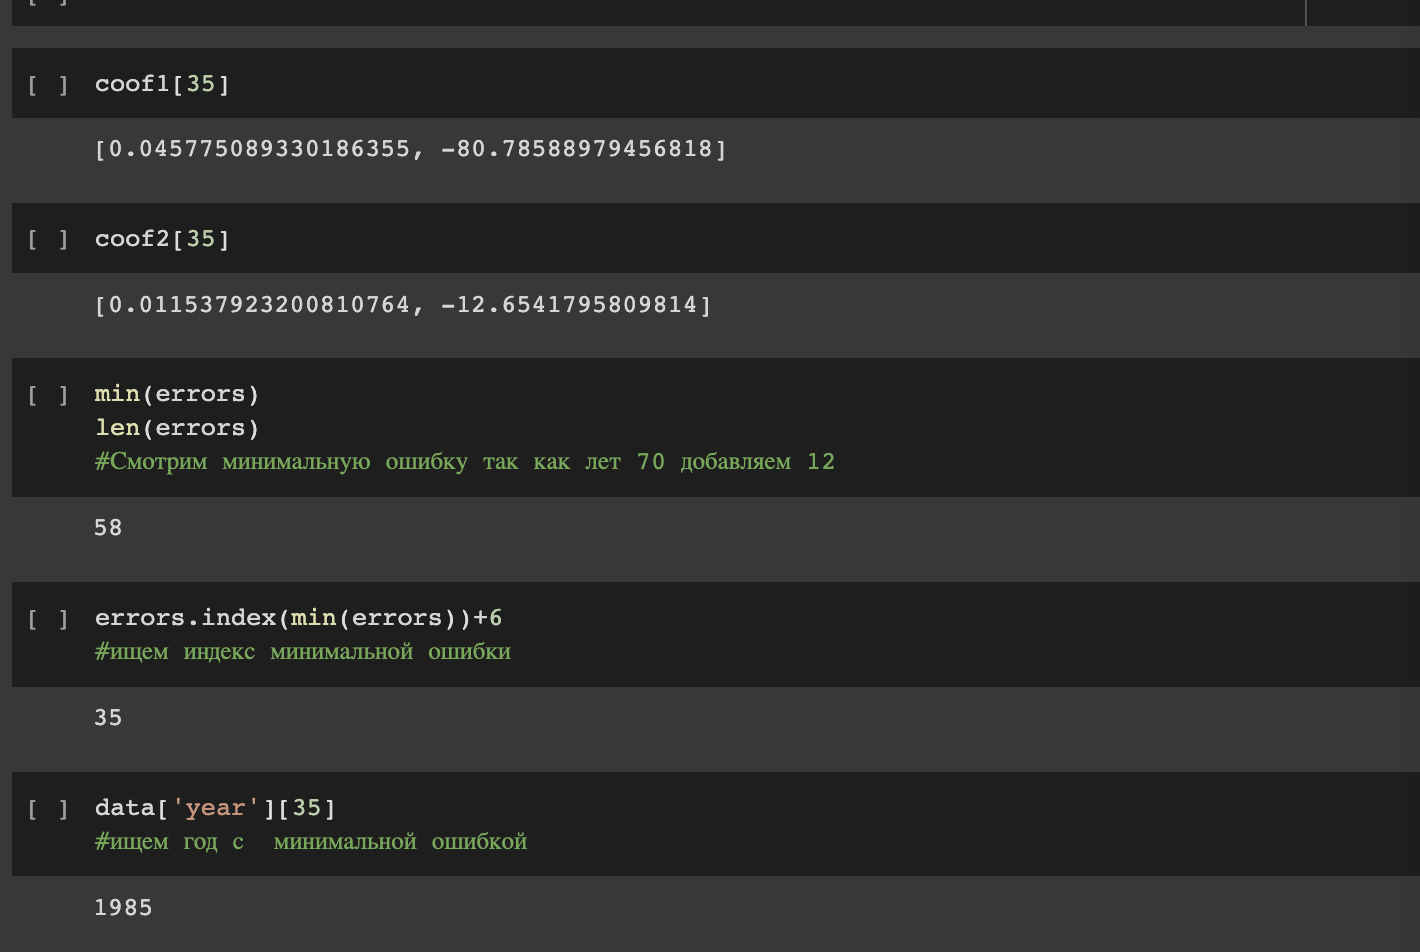 [ ]
[ ] coof1[35]
[0.045775089330186355, -80.78588979456818]
[ ] coof2[35]
[0.011537923200810764, -12.6541795809814]
[ ] min(errors)
len(errors)
#Смотрим минимальную ошибку так как лет 70 добавляем 12
58
[ ] errors.index(min(errors))+6
#ищем индекс минимальной ошибки
35
[ ] data['year'][35]
#ищем год с  минимальной ошибкой
1985